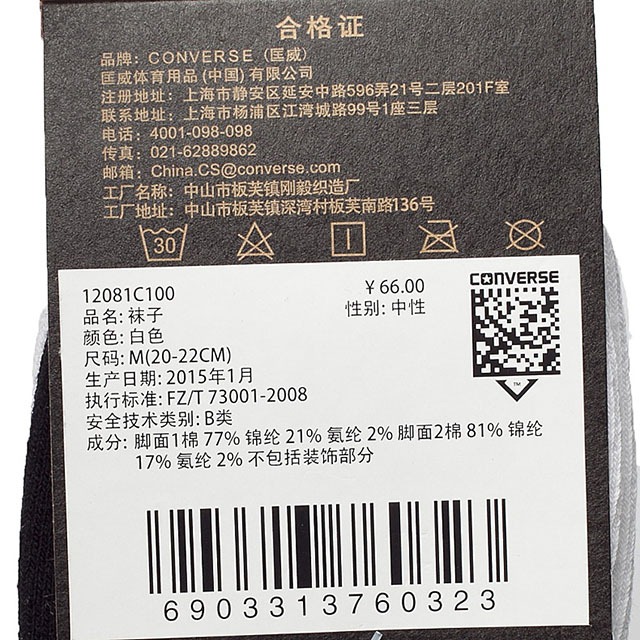 合格证
品牌: CONVERSE (匡威)
匡威体育用品 (中国) 有限公司
注册地址: 上海市静安区延安中路596弄21号二层201F室
联系地址: 上海市杨浦区江湾城路99号1座三层
电话: 4001-098-098
传真: 021-62889862
邮箱: China.CS@converse.com
工厂名称: 中山市板芙镇刚毅织造厂
工厂地址: 中山市板芙镇深湾村板芙南路136号
30
12081C100
¥ 66.00
CONVERSE
品名: 袜子
性别: 中性
颜色: 白色
尺码: M(20-22CM)
生产日期: 2015年1月
执行标准: FZ/T 73001-2008
安全技术类别: B类
成分: 脚面1棉 77% 锦纶 21% 氨纶 2% 脚面2棉 81% 锦纶
17% 氨纶 2% 不包括装饰部分
TM
6903313760323